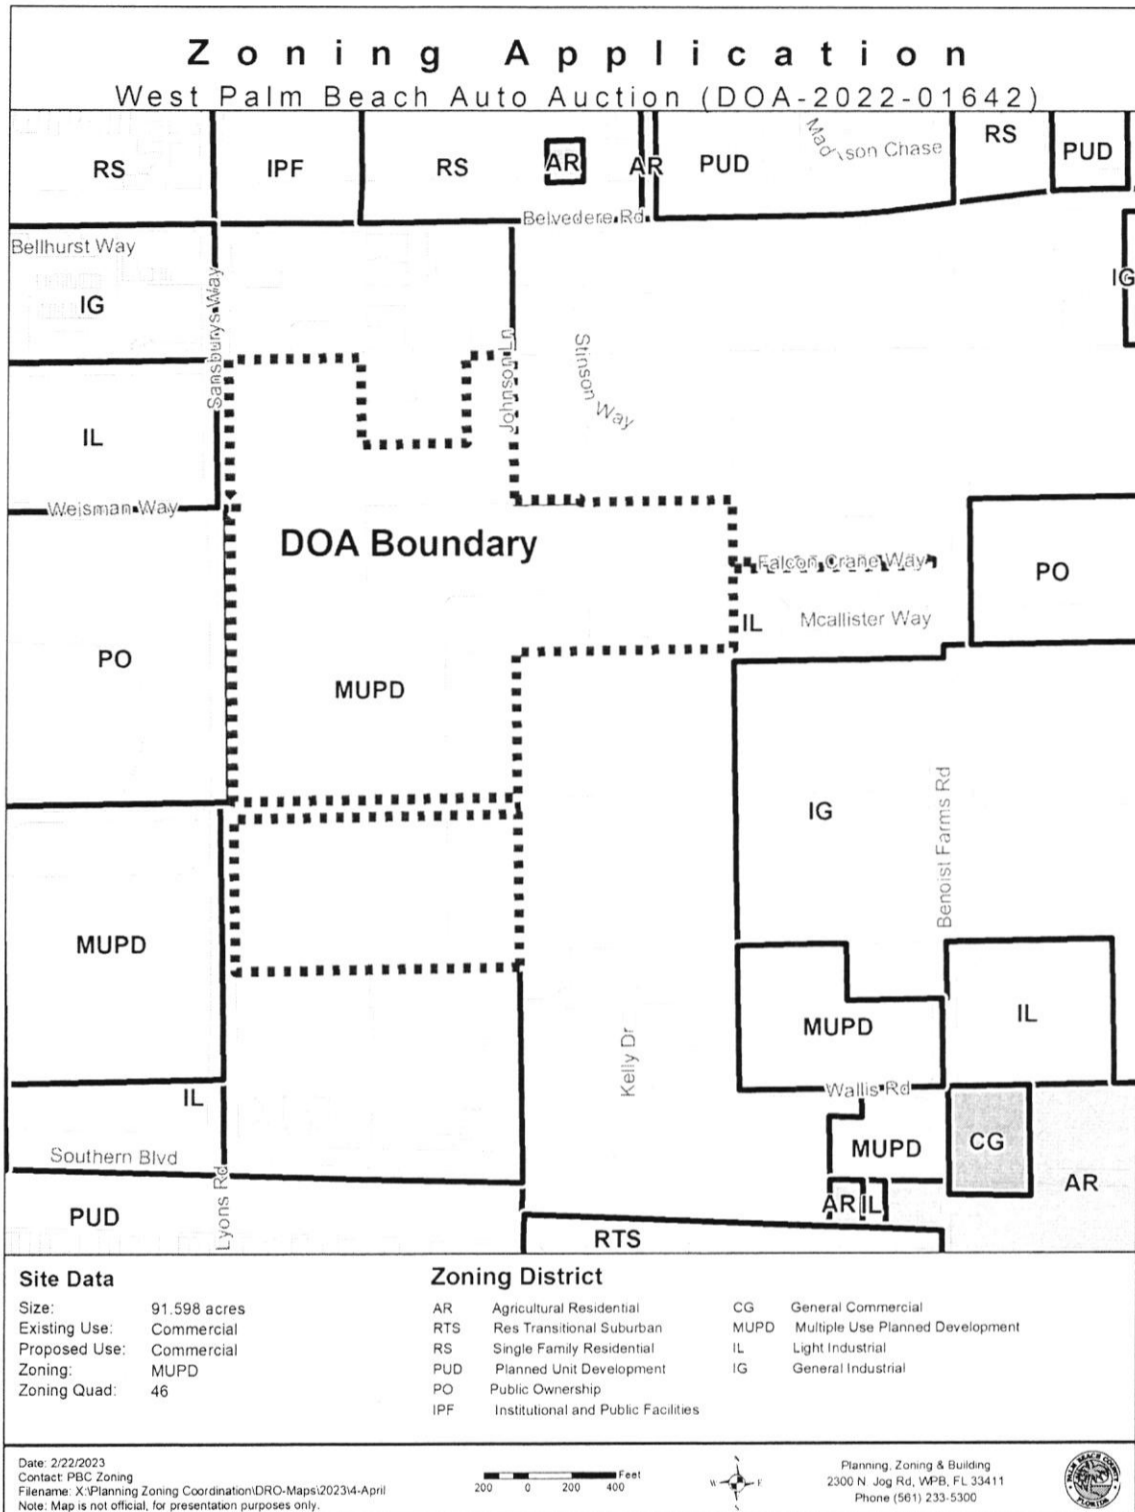 Zoning Application
West Palm Beach Auto Auction (DOA-2022-01642)
RS
IPF
RS
AR
AR
PUD
Madison Chase
RS
PUD
Belvedere Rd
Bellhurst Way
IG
Sansburys Way
Johnson Ln
Stinson Way
IG
IL
Weisman Way
DOA Boundary
Falcon Crane Way
PO
IL
Mcallister Way
PO
MUPD
IG
Benoist Farms Rd
MUPD
MUPD
IL
Kelly Dr
Wallis Rd
IL
Southern Blvd
MUPD
CG
AR
Lyons Rd
AR
IL
PUD
RTS
Site Data
Size: 91.598 acres
Existing Use: Commercial
Proposed Use: Commercial
Zoning: MUPD
Zoning Quad: 46
Zoning District
AR Agricultural Residential
RTS Res Transitional Suburban
RS Single Family Residential
PUD Planned Unit Development
PO Public Ownership
IPF Institutional and Public Facilities
CG General Commercial
MUPD Multiple Use Planned Development
IL Light Industrial
IG General Industrial
Date: 2/22/2023
Contact: PBC Zoning
Filename: X:\Planning Zoning Coordination\DRO-Maps\2023\4-April
Note: Map is not official, for presentation purposes only.
Feet
200 0 200 400
W E
Planning, Zoning & Building
2300 N Jog Rd, WPB, FL 33411
Phone (561) 233-5300
PALM BEACH COUNTY
FLORIDA